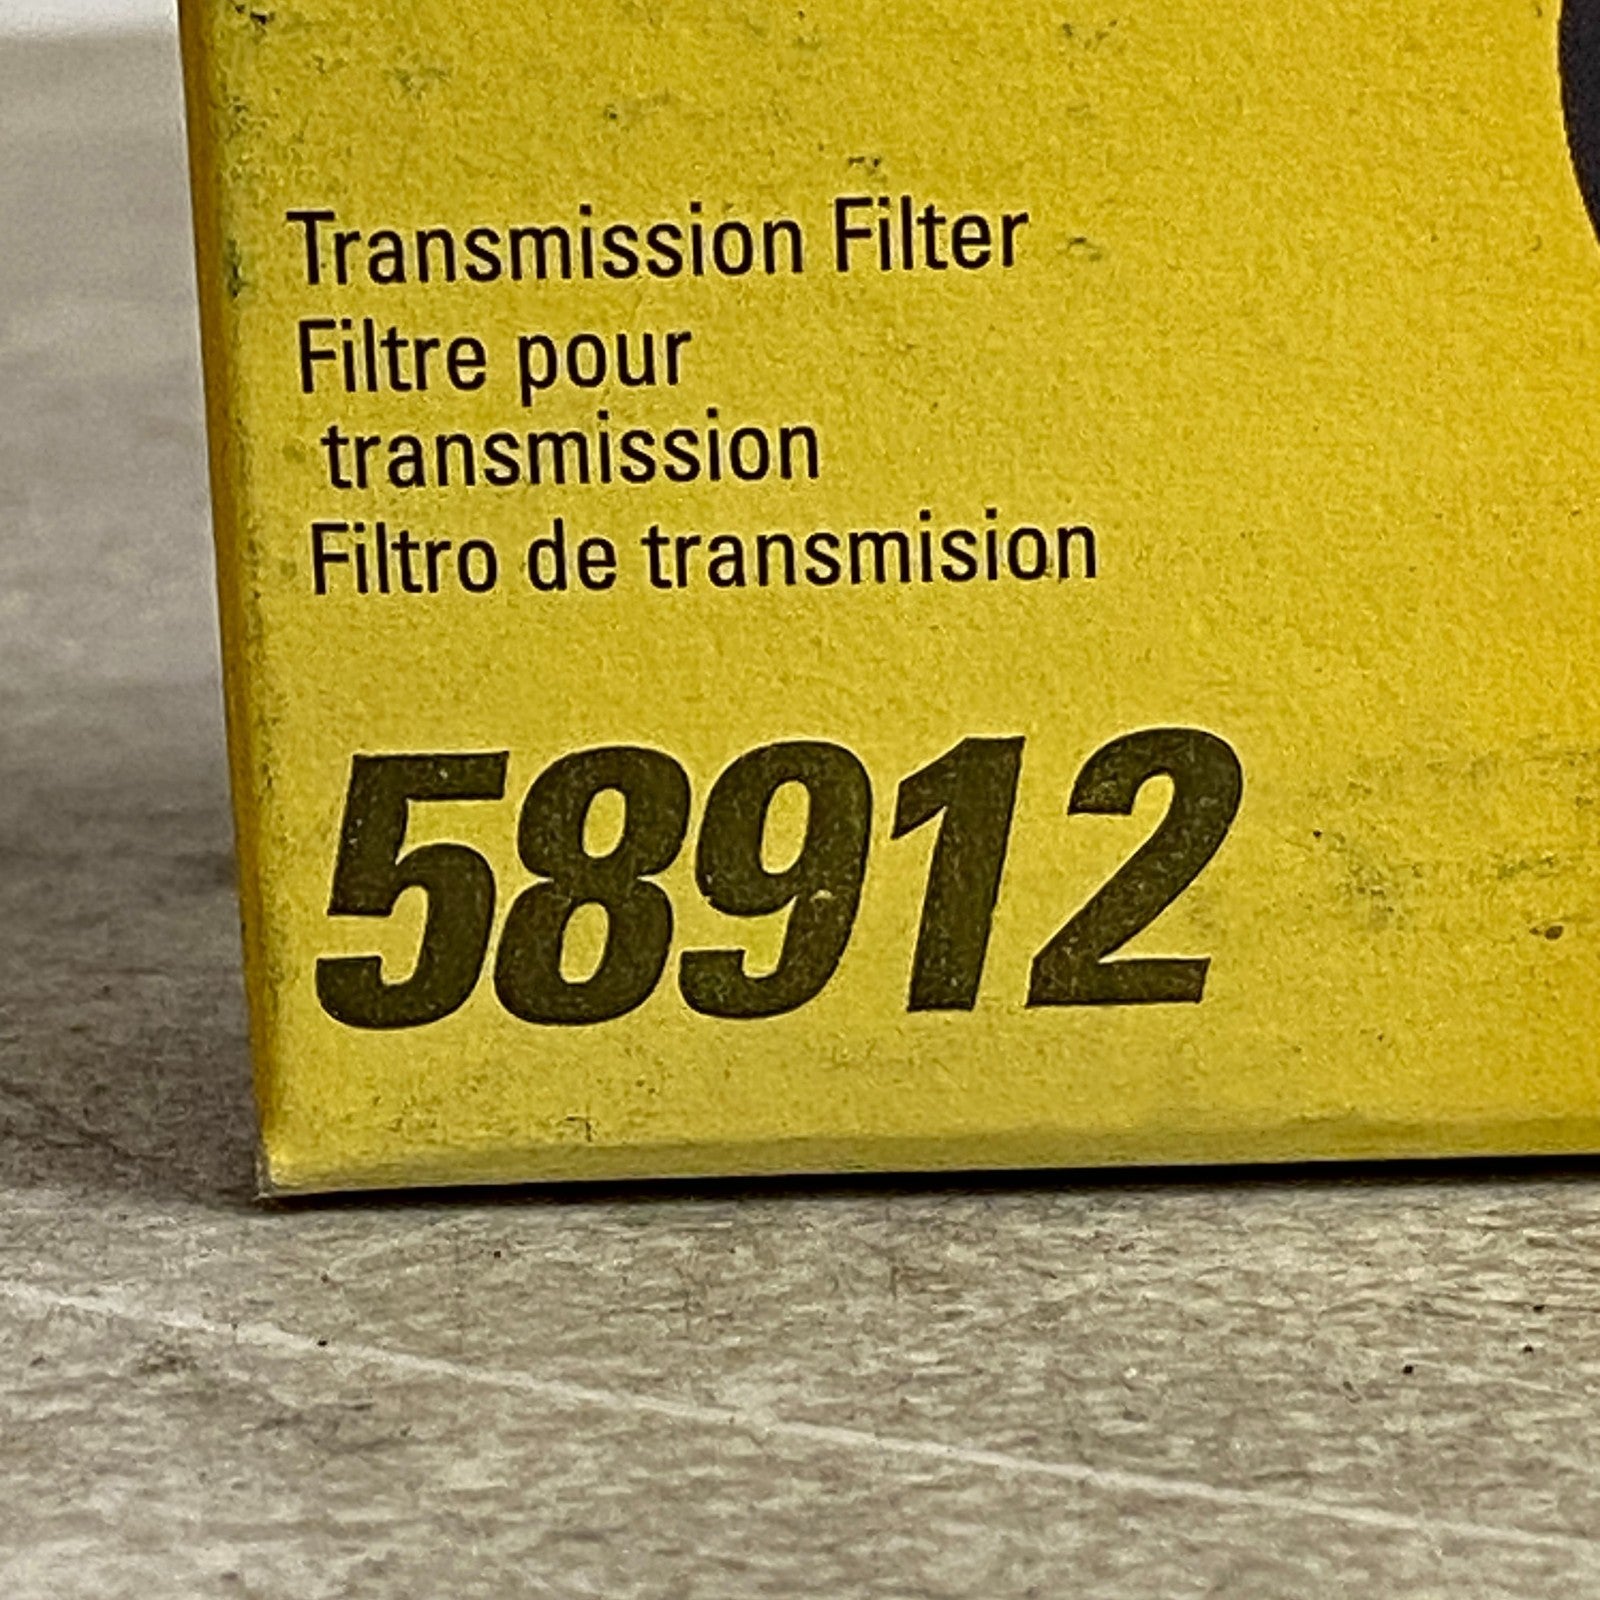 Transmission Filter
Filtre pour
transmission
Filtro de transmision
58912